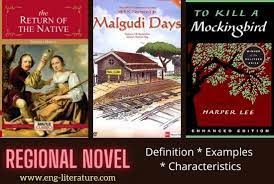 the
RETURN OF THE
NATIVE
MALGUDI DAYS
TO KILL A
Mockingbird
HARPER LEE
ENHANCED EDITION
REGIONAL NOVEL
www.eng-literature.com
Definition * Examples
* Characteristics